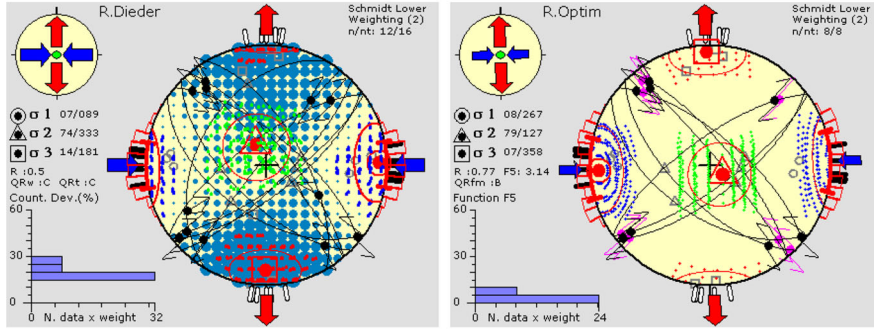 R.Dieder
Schmidt Lower
Weighting (2)
n/nt: 12/16
σ 1 07/089
σ 2 74/333
σ 3 14/181
R :0.5
QRw :C QRt :C
Count. Dev.(%)
60
30
0
0 N. data x weight 32
R.Optim
Schmidt Lower
Weighting (2)
n/nt: 8/8
σ 1 08/267
σ 2 79/127
σ 3 07/358
R :0.77 F5: 3.14
QRfm :B
Function F5
60
30
0
0 N. data x weight 24